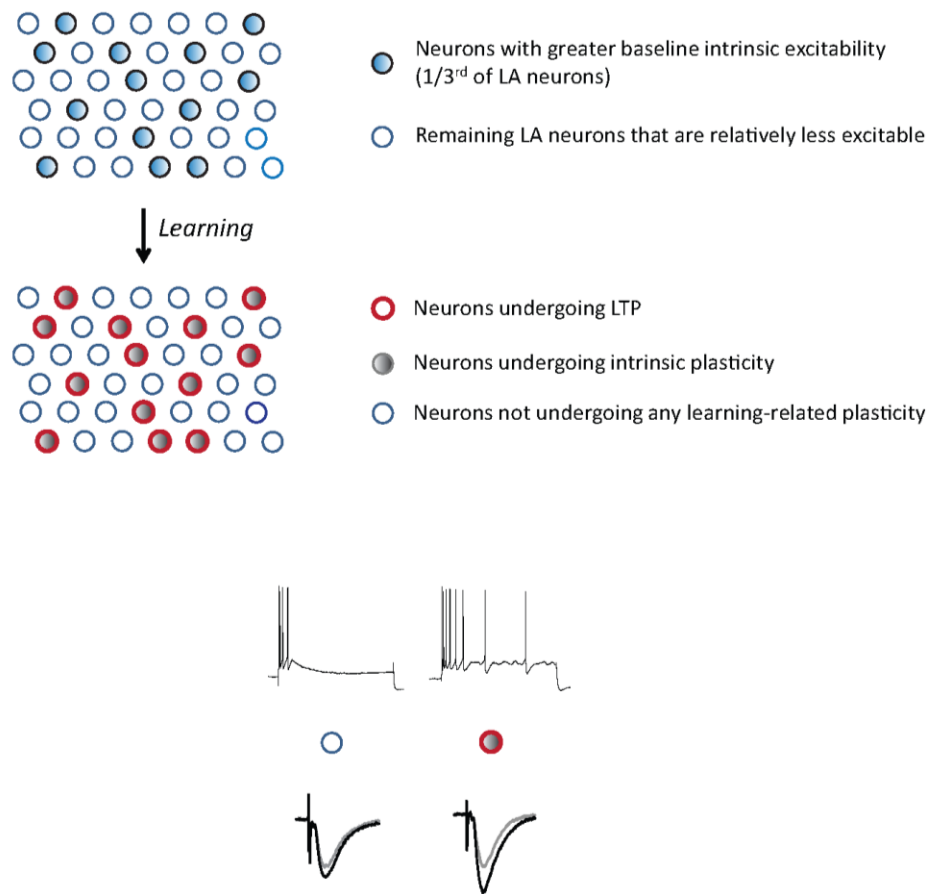 Neurons with greater baseline intrinsic excitability
(1/3rd of LA neurons)
Remaining LA neurons that are relatively less excitable
Learning
Neurons undergoing LTP
Neurons undergoing intrinsic plasticity
Neurons not undergoing any learning-related plasticity